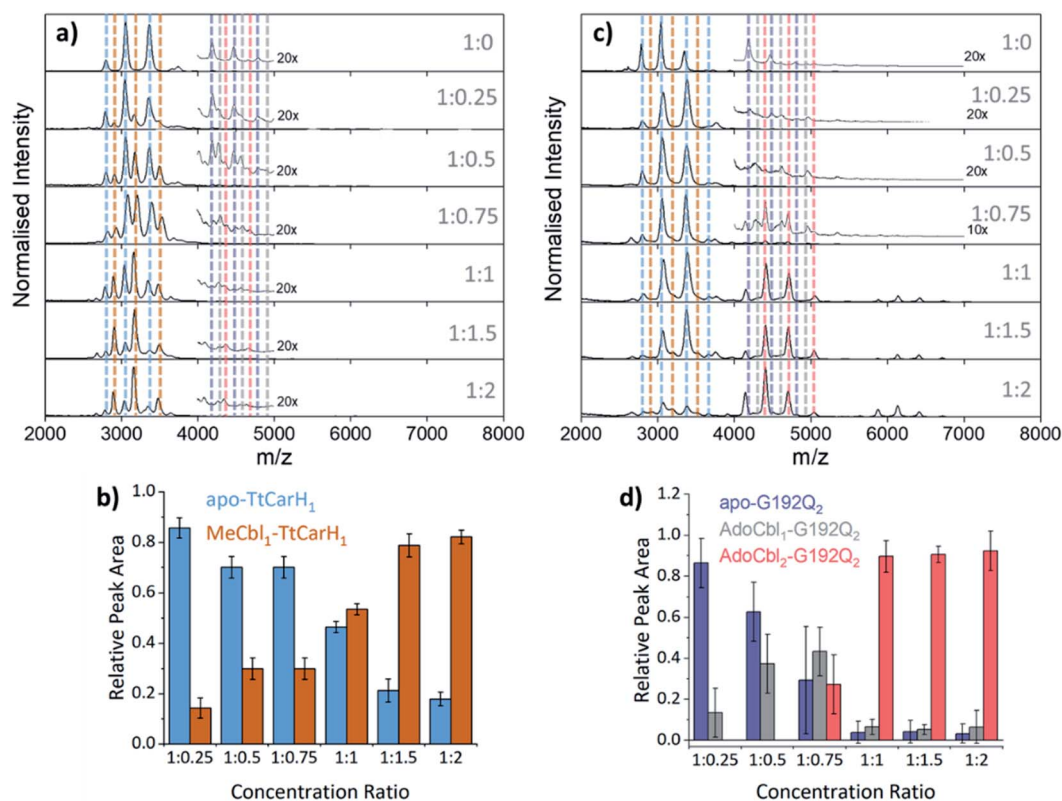 a)
Normalised Intensity
1:0
20x
1:0.25
20x
1:0.5
20x
1:0.75
20x
1:1
20x
1:1.5
20x
1:2
20x
2000 3000 4000 5000 6000 7000 8000
m/z
c)
Normalised Intensity
1:0
20x
1:0.25
20x
1:0.5
20x
1:0.75
10x
1:1
1:1.5
1:2
2000 3000 4000 5000 6000 7000 8000
m/z
b)
Relative Peak Area
1.0
0.8
0.6
0.4
0.2
0.0
apo-TtCarH₁
MeCbl₁-TtCarH₁
1:0.25 1:0.5 1:0.75 1:1 1:1.5 1:2
Concentration Ratio
d)
Relative Peak Area
1.2
1.0
0.8
0.6
0.4
0.2
0.0
apo-G192Q₂
AdoCbl₁-G192Q₂
AdoCbl₂-G192Q₂
1:0.25 1:0.5 1:0.75 1:1 1:1.5 1:2
Concentration Ratio